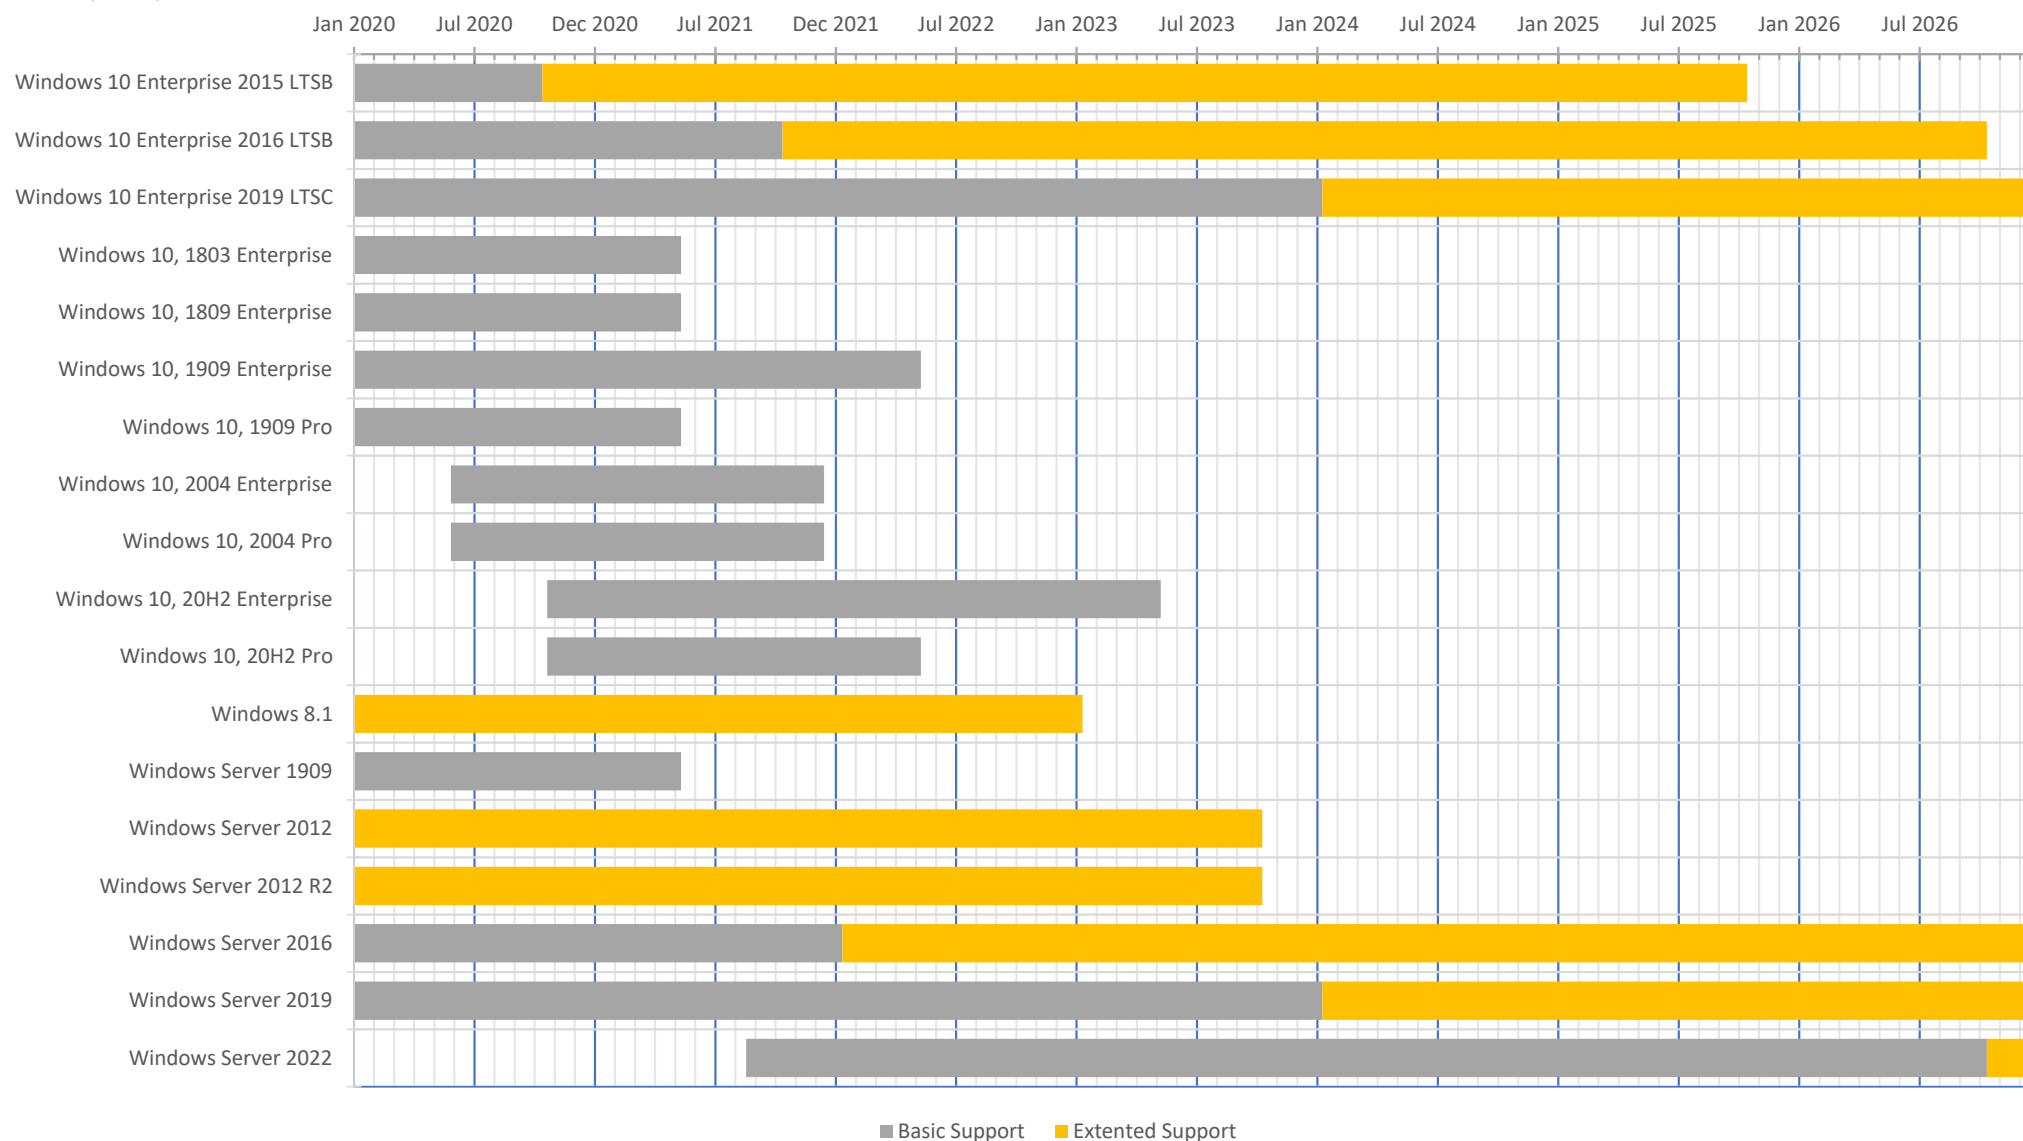 Jan 2020 Jul 2020 Dec 2020 Jul 2021 Dec 2021 Jul 2022 Jan 2023 Jul 2023 Jan 2024 Jul 2024 Jan 2025 Jul 2025 Jan 2026 Jul 2026
Windows 10 Enterprise 2015 LTSB
Windows 10 Enterprise 2016 LTSB
Windows 10 Enterprise 2019 LTSC
Windows 10, 1803 Enterprise
Windows 10, 1809 Enterprise
Windows 10, 1909 Enterprise
Windows 10, 1909 Pro
Windows 10, 2004 Enterprise
Windows 10, 2004 Pro
Windows 10, 20H2 Enterprise
Windows 10, 20H2 Pro
Windows 8.1
Windows Server 1909
Windows Server 2012
Windows Server 2012 R2
Windows Server 2016
Windows Server 2019
Windows Server 2022
Basic Support Extented Support